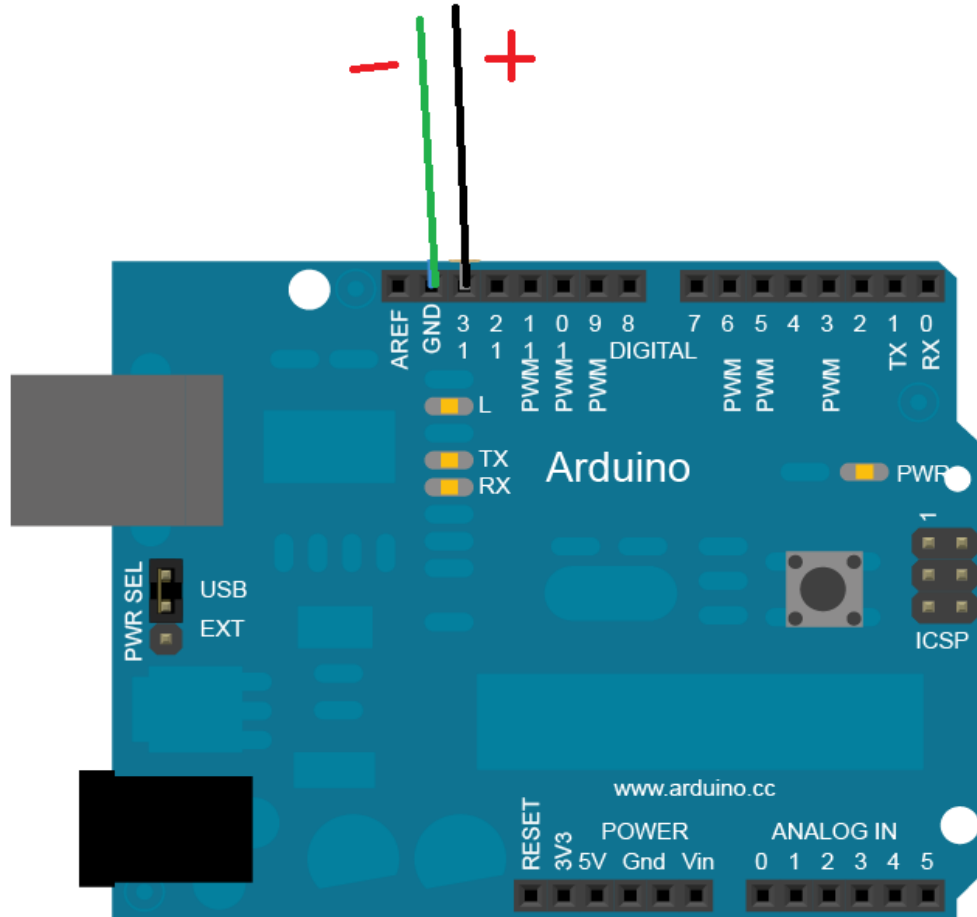 - +
AREF GND 13 12 11 10 9 8 7 6 5 4 3 2 1 0
DIGITAL
PWM PWM PWM PWM PWM PWM TX RX
L
TX
RX
Arduino
PWR
1
ICSP
PWR SEL
USB
EXT
www.arduino.cc
POWER
RESET 3V3 5V Gnd Vin
ANALOG IN
0 1 2 3 4 5